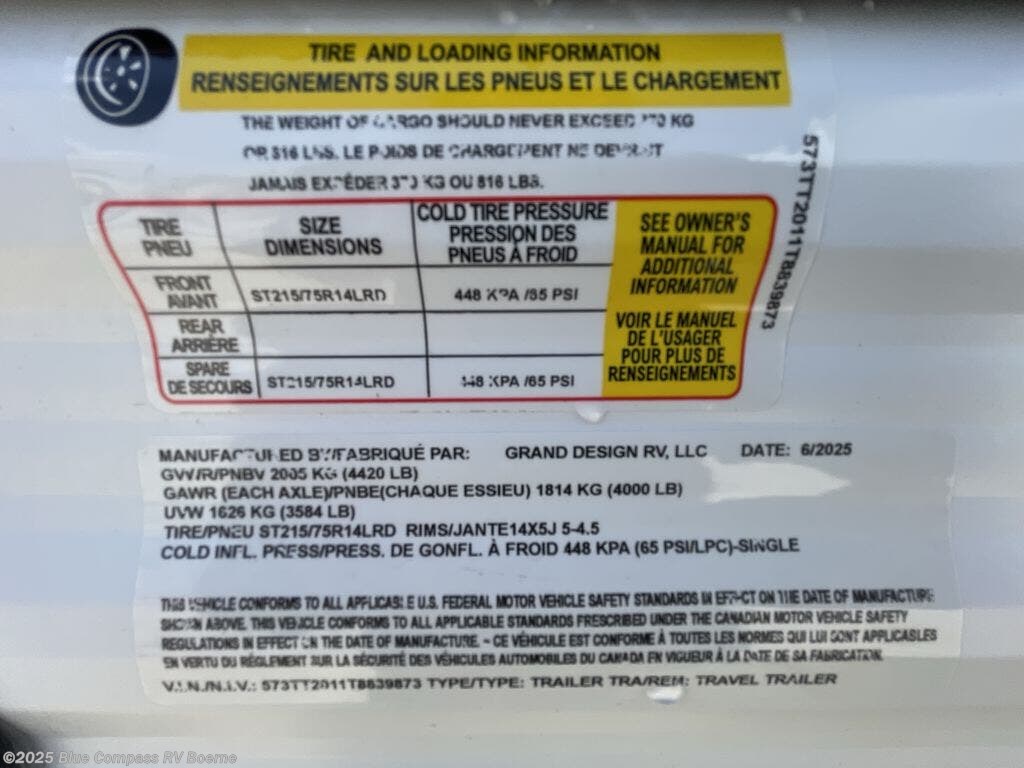 TIRE AND LOADING INFORMATION
RENSEIGNEMENTS SUR LES PNEUS ET LE CHARGEMENT
THE WEIGHT OF CARGO SHOULD NEVER EXCEED KG
OR 816 LBS. LE POIDS DE CHARGEMENT NE DEVRAIT
JAMAIS EXCÉDER KG OU 816 LBS.
573TT2011T8839873
TIRE
PNEU
SIZE
DIMENSIONS
COLD TIRE PRESSURE
PRESSION DES
PNEUS À FROID
SEE OWNER'S
MANUAL FOR
ADDITIONAL
INFORMATION
FRONT
AVANT
ST215/75R14LRD
448 KPA /65 PSI
REAR
ARRIÈRE
VOIR LE MANUEL
DE L'USAGER
POUR PLUS DE
RENSEIGNEMENTS
SPARE
DE SECOURS
ST215/75R14LRD
448 KPA /65 PSI
MANUFACTURED BY/FABRIQUÉ PAR: GRAND DESIGN RV, LLC DATE: 6/2025
GVWR/PNBV 2005 KG (4420 LB)
GAWR (EACH AXLE)/PNBE(CHAQUE ESSIEU) 1814 KG (4000 LB)
UVW 1626 KG (3584 LB)
TIRE/PNEU ST215/75R14LRD RIMS/JANTE14X5J 5-4.5
COLD INFL. PRESS/PRESS. DE GONFL. À FROID 448 KPA (65 PSI/LPC)-SINGLE
THIS VEHICLE CONFORMS TO ALL APPLICABLE U.S. FEDERAL MOTOR VEHICLE SAFETY STANDARDS IN EFFECT ON THE DATE OF MANUFACTURE
SHOWN ABOVE. THIS VEHICLE CONFORMS TO ALL APPLICABLE STANDARDS PRESCRIBED UNDER THE CANADIAN MOTOR VEHICLE SAFETY
REGULATIONS IN EFFECT ON THE DATE OF MANUFACTURE. - CE VÉHICULE EST CONFORME À TOUTES LES NORMES QUI LUI SONT APPLICABLES
EN VERTU DU RÉGLEMENT SUR LA SÉCURITÉ DES VÉHICULES AUTOMOBILES DU CANADA EN VIGUEUR À LA DATE DE SA FABRICATION.
V.I.N./N.I.V.: 573TT2011T8839873 TYPE/TYPE: TRAILER TRA/REM: TRAVEL TRAILER
©2025 Blue Compass RV Boerne